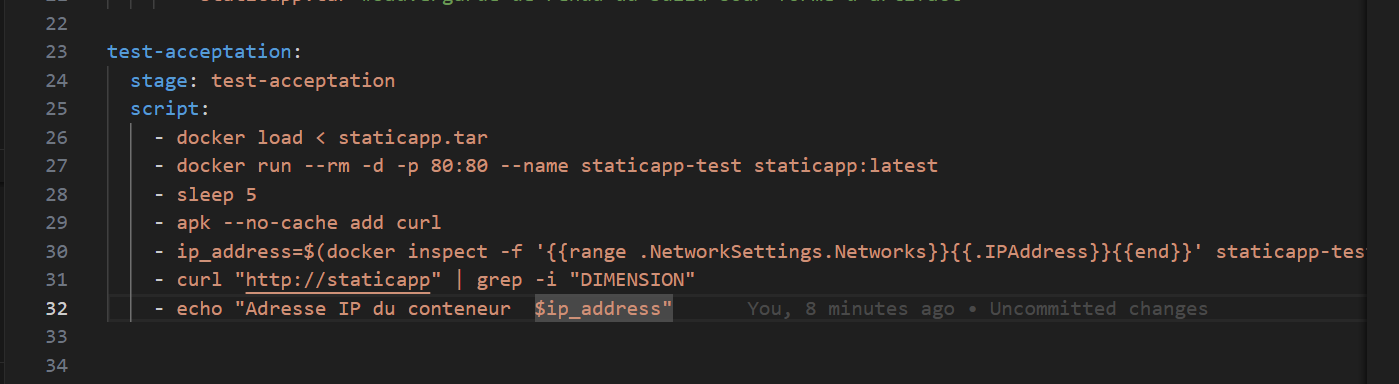 22
23 test-acceptation:
24 stage: test-acceptation
25 script:
26 - docker load < staticapp.tar
27 - docker run --rm -d -p 80:80 --name staticapp-test staticapp:latest
28 - sleep 5
29 - apk --no-cache add curl
30 - ip_address=$(docker inspect -f '{{range .NetworkSettings.Networks}}{{.IPAddress}}{{end}}' staticapp-tes
31 - curl "http://staticapp" | grep -i "DIMENSION"
32 - echo "Adresse IP du conteneur  $ip_address" You, 8 minutes ago • Uncommitted changes
33
34